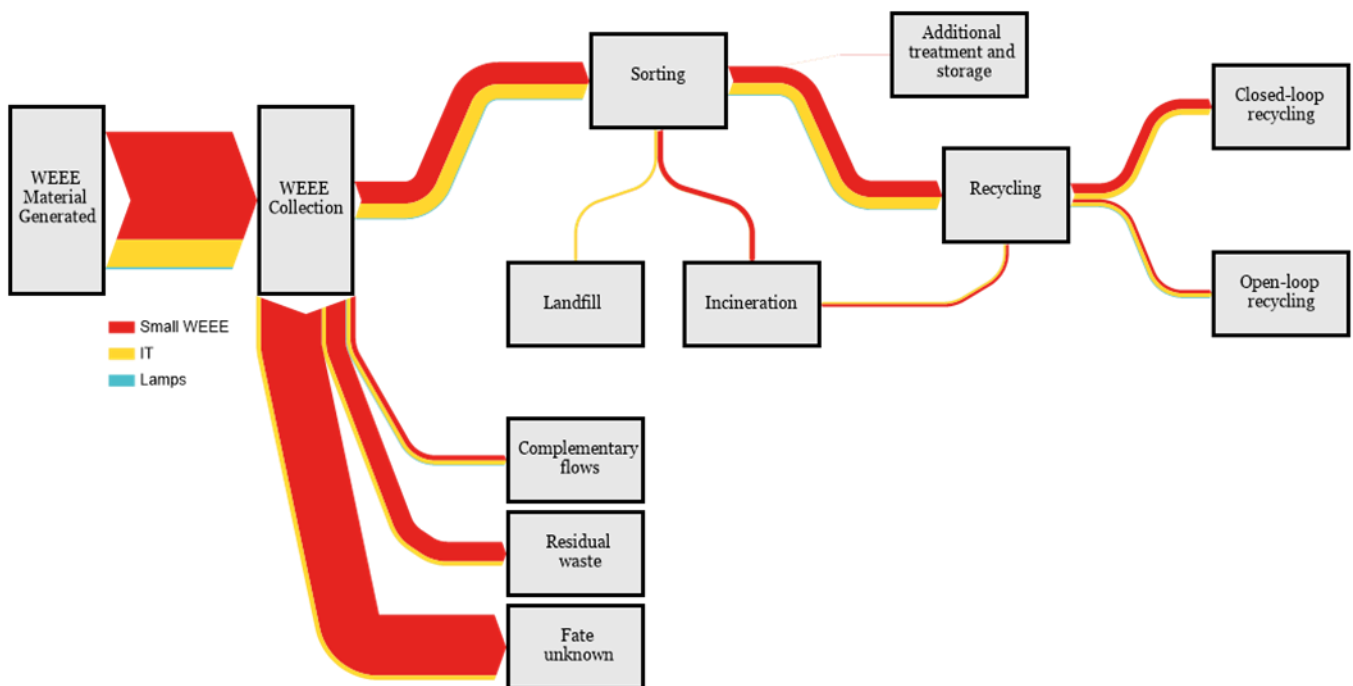 Additional
treatment and
storage
Sorting
Closed-loop
recycling
WEEE
Material
Generated
WEEE
Collection
Recycling
Landfill
Incineration
Open-loop
recycling
Small WEEE
IT
Lamps
Complementary
flows
Residual
waste
Fate
unknown